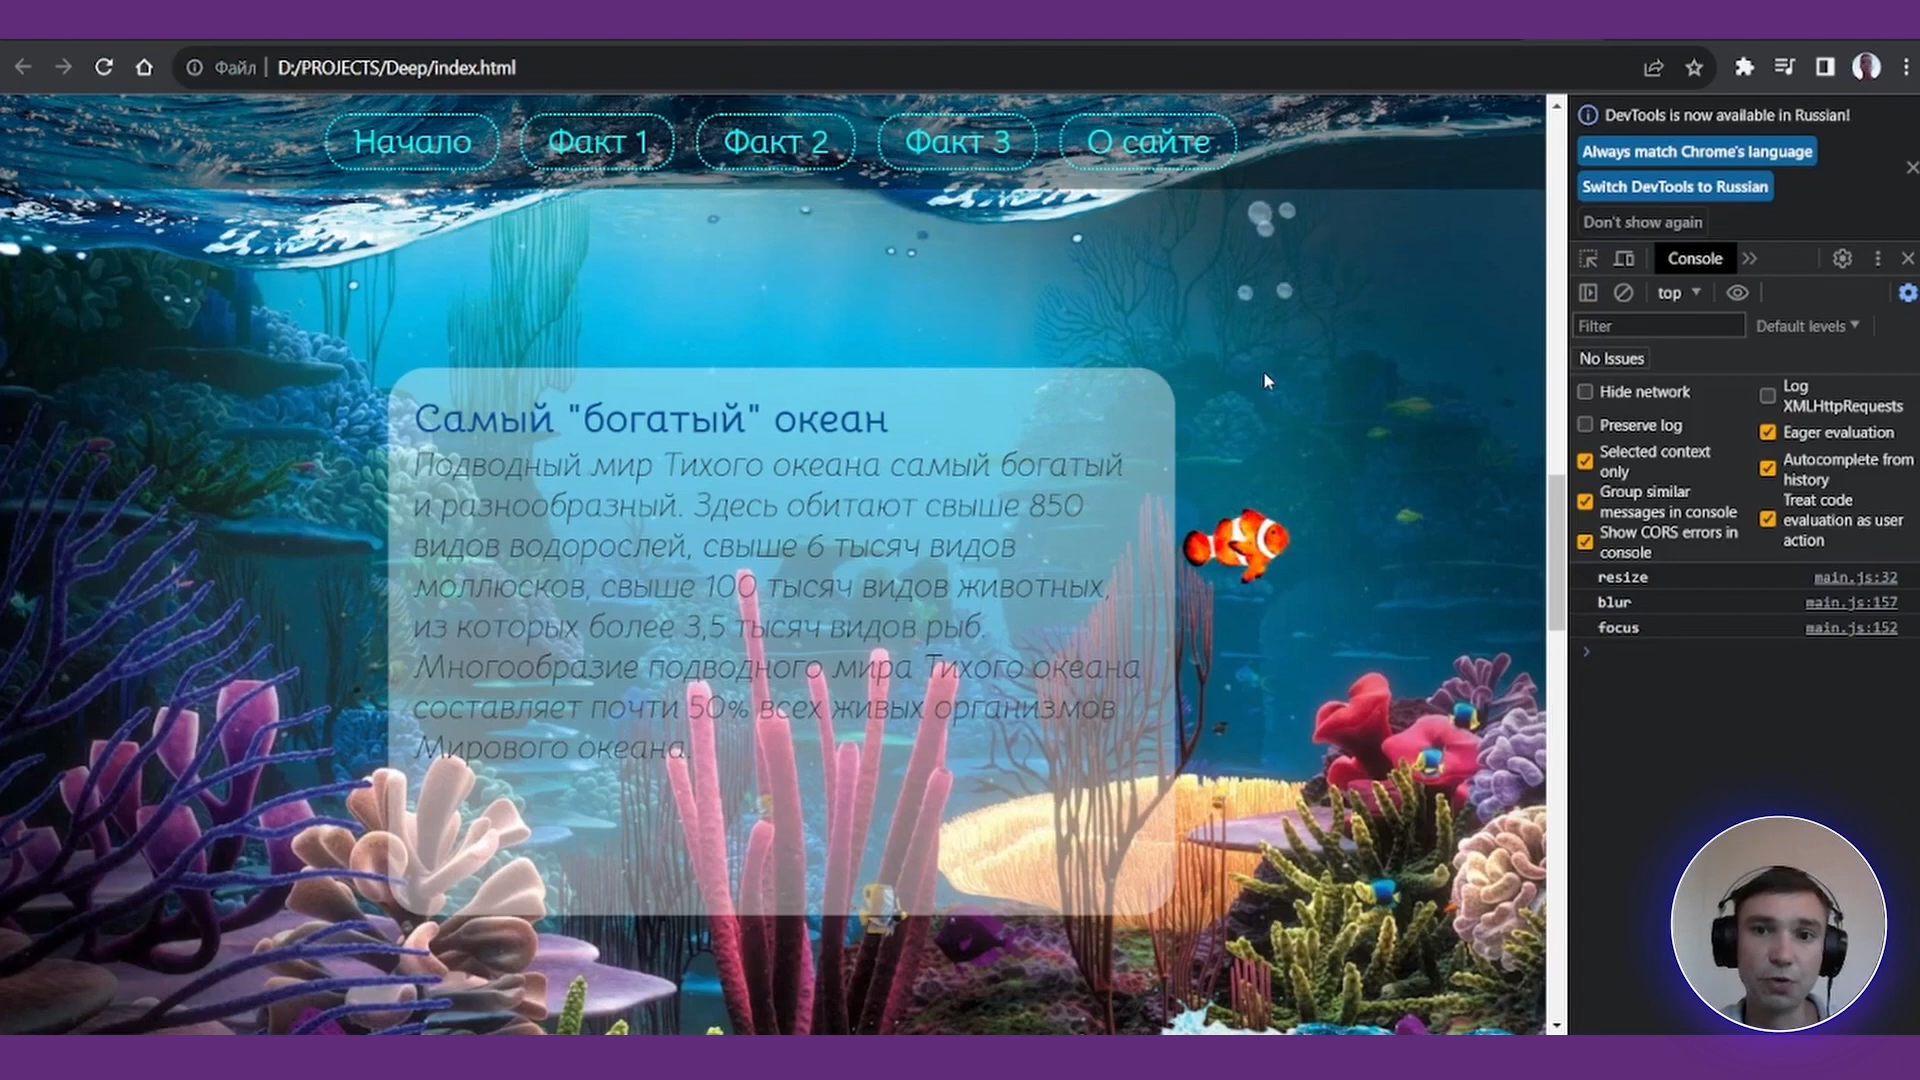 Файл
D:/PROJECTS/Deep/index.html
Начало
Факт 1
Факт 2
Факт 3
О сайте
Самый "богатый" океан
Подводный мир Тихого океана самый богатый
и разнообразный. Здесь обитают свыше 850
видов водорослей, свыше 6 тысяч видов
моллюсков, свыше 100 тысяч видов животных,
из которых более 3,5 тысяч видов рыб.
Многообразие подводного мира Тихого океана
составляет почти 50% всех живых организмов
Мирового океана.
DevTools is now available in Russian!
Always match Chrome's language
Switch DevTools to Russian
Don't show again
Console
top
Filter
Default levels
No Issues
Hide network
Preserve log
Selected context
only
Group similar
messages in console
Show CORS errors in
console
Log
XMLHttpRequests
Eager evaluation
Autocomplete from
history
Treat code
evaluation as user
action
resize main.js:32
blur main.js:157
focus main.js:152